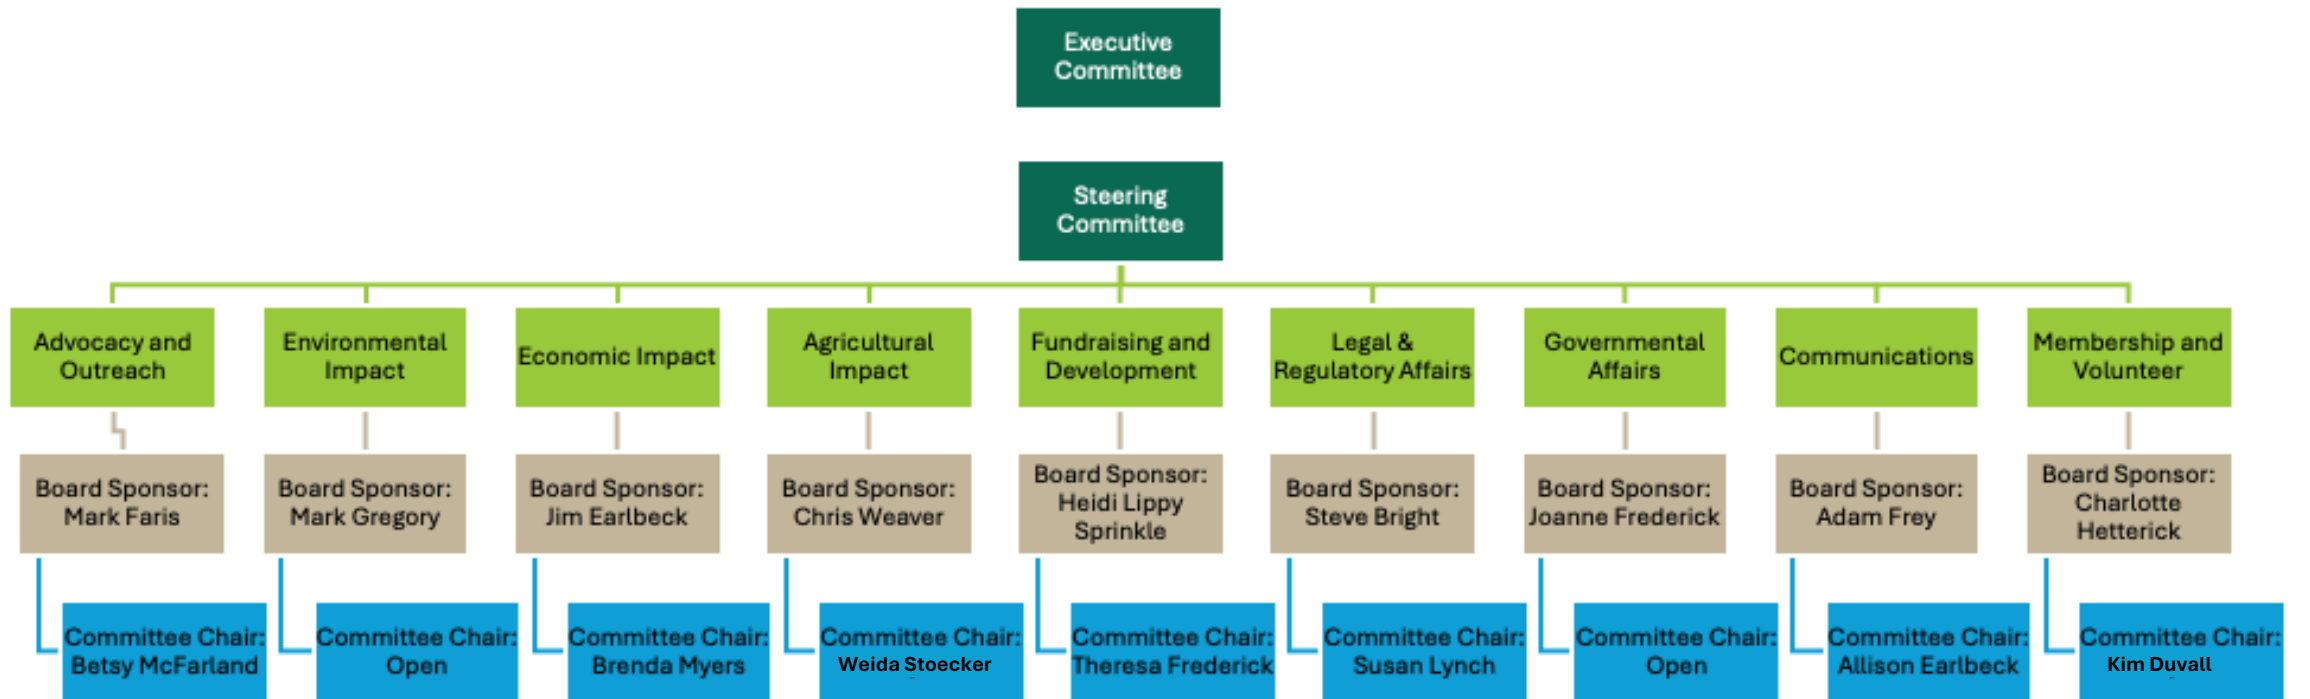 Executive
Committee
Steering
Committee
Advocacy and
Outreach
Environmental
Impact
Economic Impact
Agricultural
Impact
Fundraising and
Development
Legal &
Regulatory Affairs
Governmental
Affairs
Communications
Membership and
Volunteer
Board Sponsor:
Mark Faris
Board Sponsor:
Mark Gregory
Board Sponsor:
Jim Earlbeck
Board Sponsor:
Chris Weaver
Board Sponsor:
Heidi Lippy
Sprinkle
Board Sponsor:
Steve Bright
Board Sponsor:
Joanne Frederick
Board Sponsor:
Adam Frey
Board Sponsor:
Charlotte
Hetterick
Committee Chair:
Betsy McFarland
Committee Chair:
Open
Committee Chair:
Brenda Myers
Committee Chair:
Weida Stoecker
Committee Chair:
Theresa Frederick
Committee Chair:
Susan Lynch
Committee Chair:
Open
Committee Chair:
Allison Earlbeck
Committee Chair:
Kim Duvall